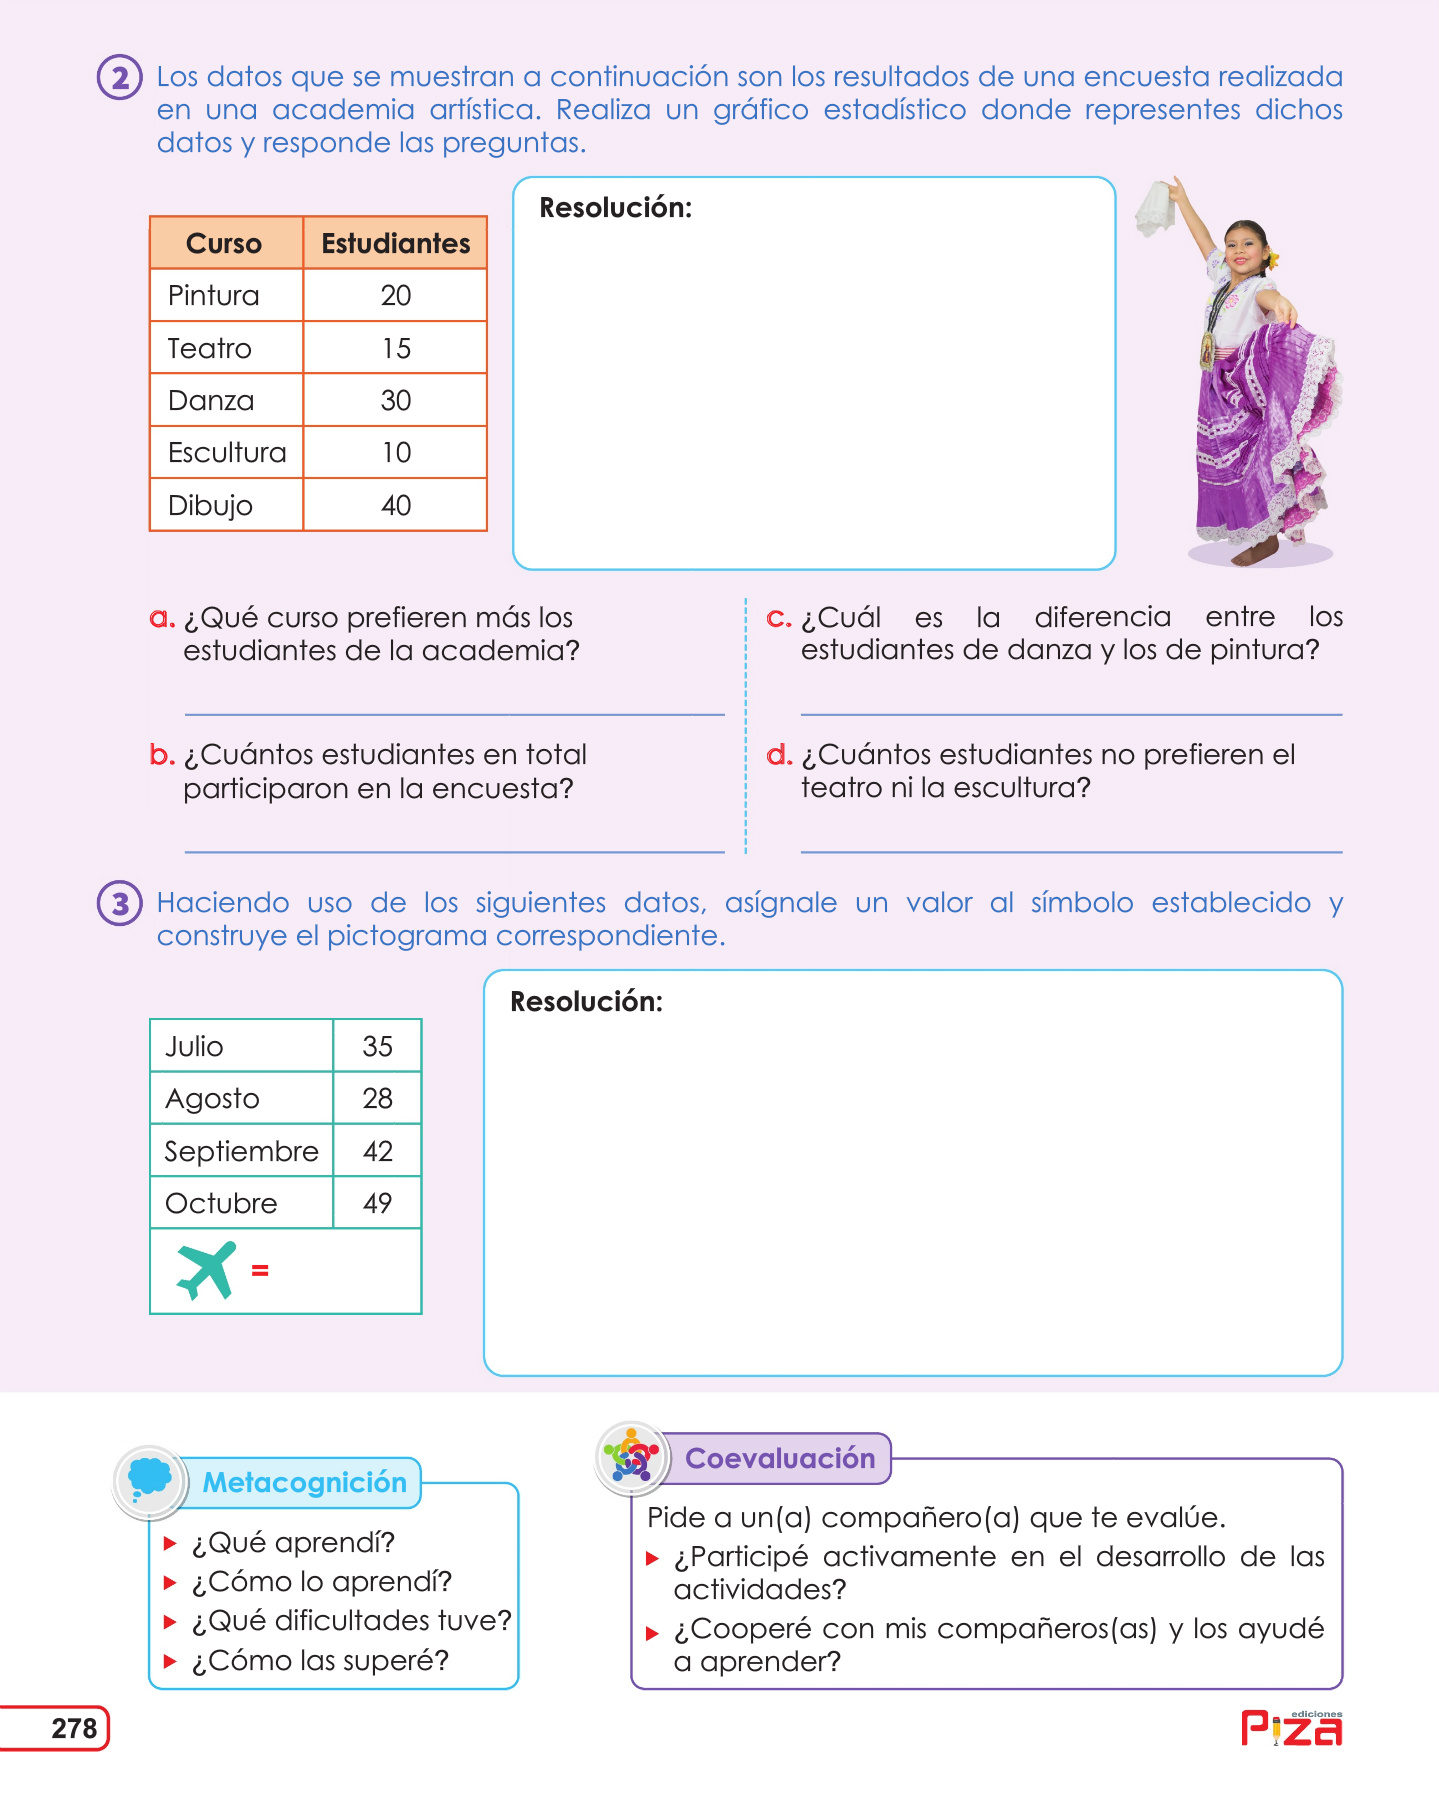 2 Los datos que se muestran a continuación son los resultados de una encuesta realizada
en una academia artística. Realiza un gráfico estadístico donde representes dichos
datos y responde las preguntas.
Curso Estudiantes
Pintura 20
Teatro 15
Danza 30
Escultura 10
Dibujo 40
Resolución:
a. ¿Qué curso prefieren más los
estudiantes de la academia?
b. ¿Cuántos estudiantes en total
participaron en la encuesta?
c. ¿Cuál es la diferencia entre los
estudiantes de danza y los de pintura?
d. ¿Cuántos estudiantes no prefieren el
teatro ni la escultura?
3 Haciendo uso de los siguientes datos, asígnale un valor al símbolo establecido y
construye el pictograma correspondiente.
Julio 35
Agosto 28
Septiembre 42
Octubre 49
=
Resolución:
Metacognición
¿Qué aprendí?
¿Cómo lo aprendí?
¿Qué dificultades tuve?
¿Cómo las superé?
Coevaluación
Pide a un(a) compañero(a) que te evalúe.
¿Participé activamente en el desarrollo de las
actividades?
¿Cooperé con mis compañeros(as) y los ayudé
a aprender?
278
ediciones
Piza